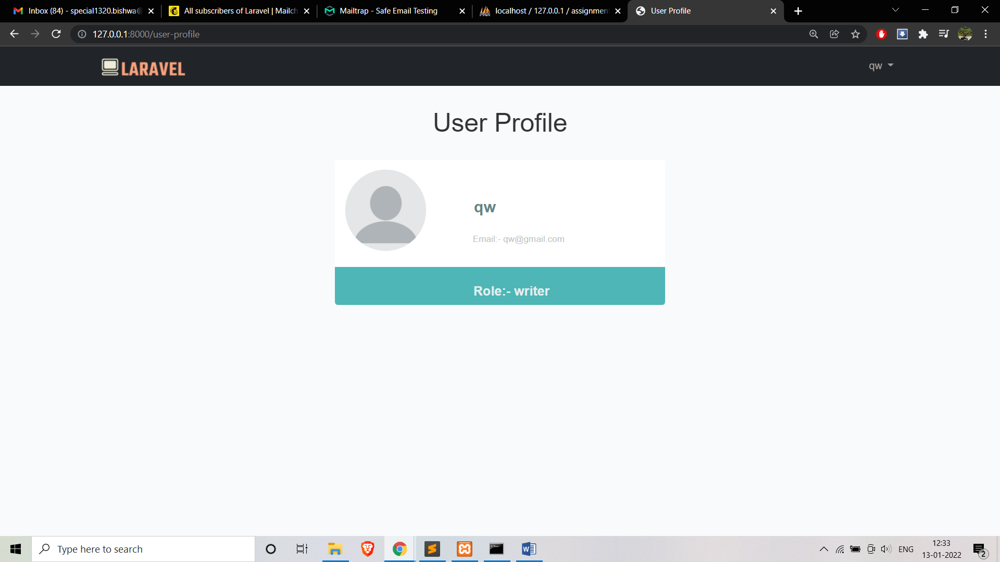 Inbox (84) - special1320.bishwa@
All subscribers of Laravel | Mailch
Mailtrap - Safe Email Testing
localhost / 127.0.0.1 / assignment
User Profile
127.0.0.1:8000/user-profile
LARAVEL
qw
User Profile
qw
Email:- qw@gmail.com
Role:- writer
Type here to search
ENG
12:33
13-01-2022
2